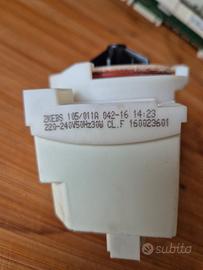 2KEBS 105/011A 042-16 14:23
220-240V50Hz30W CL.F 160023601
subito